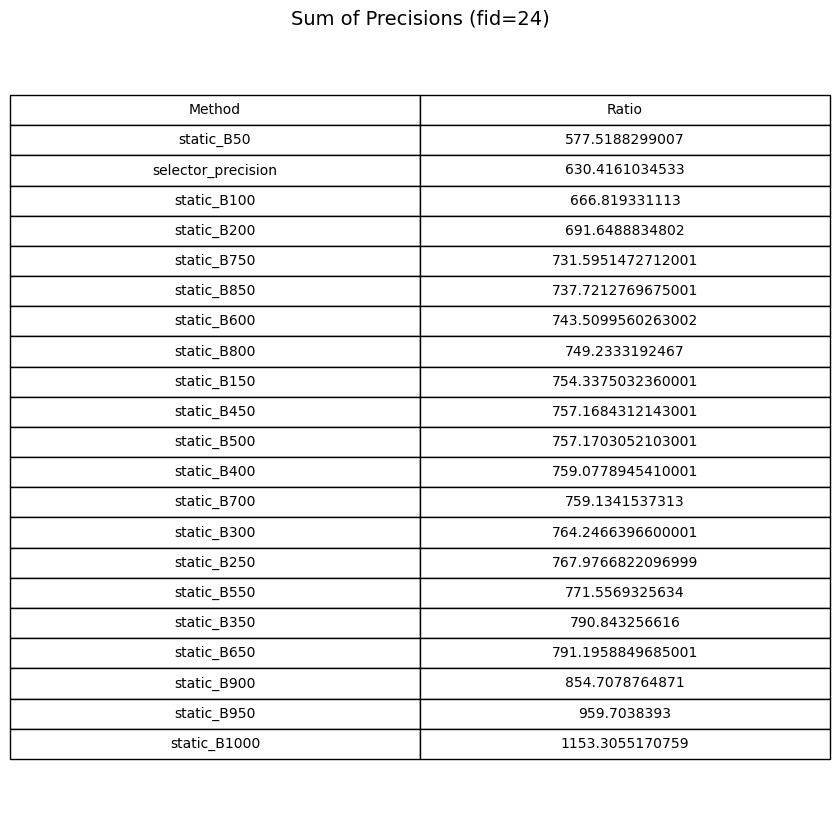 Sum of Precisions (fid=24)
Method Ratio
static_B50 577.5188299007
selector_precision 630.4161034533
static_B100 666.819331113
static_B200 691.6488834802
static_B750 731.5951472712001
static_B850 737.7212769675001
static_B600 743.5099560263002
static_B800 749.2333192467
static_B150 754.3375032360001
static_B450 757.1684312143001
static_B500 757.1703052103001
static_B400 759.0778945410001
static_B700 759.1341537313
static_B300 764.2466396600001
static_B250 767.9766822096999
static_B550 771.5569325634
static_B350 790.843256616
static_B650 791.1958849685001
static_B900 854.7078764871
static_B950 959.7038393
static_B1000 1153.3055170759